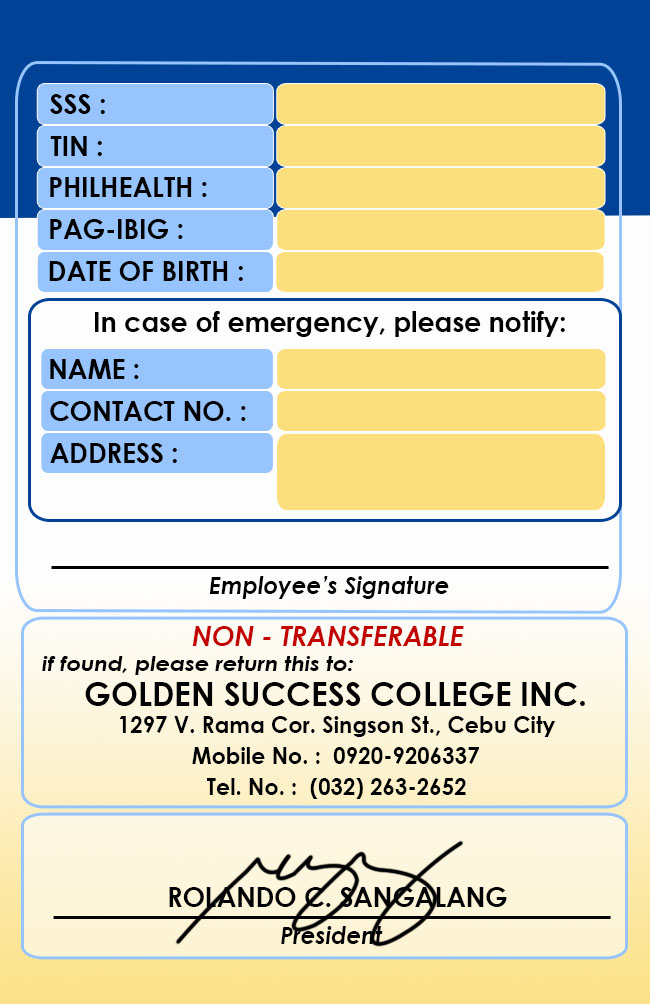 SSS :
TIN :
PHILHEALTH :
PAG-IBIG :
DATE OF BIRTH :
In case of emergency, please notify:
NAME :
CONTACT NO. :
ADDRESS :
Employee’s Signature
NON - TRANSFERABLE
if found, please return this to:
GOLDEN SUCCESS COLLEGE INC.
1297 V. Rama Cor. Singson St., Cebu City
Mobile No. : 0920-9206337
Tel. No. : (032) 263-2652
ROLANDO C. SANGALANG
President